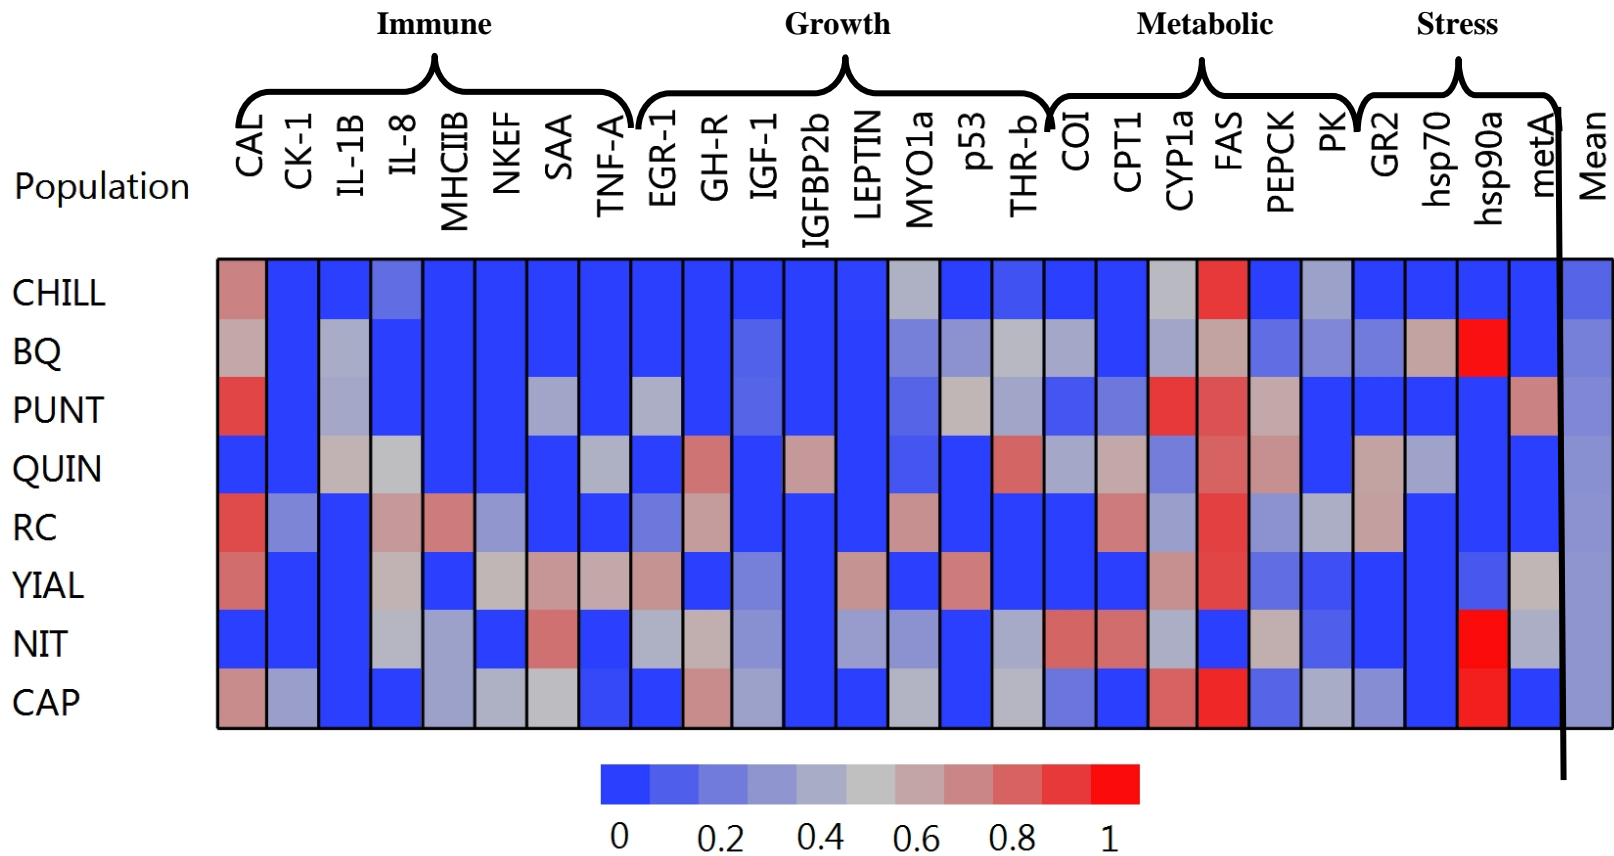 Immune Growth Metabolic Stress
Population CAL CK-1 IL-1B IL-8 MHCIIB NKEF SAA TNF-A EGR-1 GH-R IGF-1 IGFBP2b LEPTIN MYO1a p53 THR-b COI CPT1 CYP1a FAS PEPCK PK GR2 hsp70 hsp90a metA Mean
CHILL
BQ
PUNT
QUIN
RC
YIAL
NIT
CAP
0 0.2 0.4 0.6 0.8 1